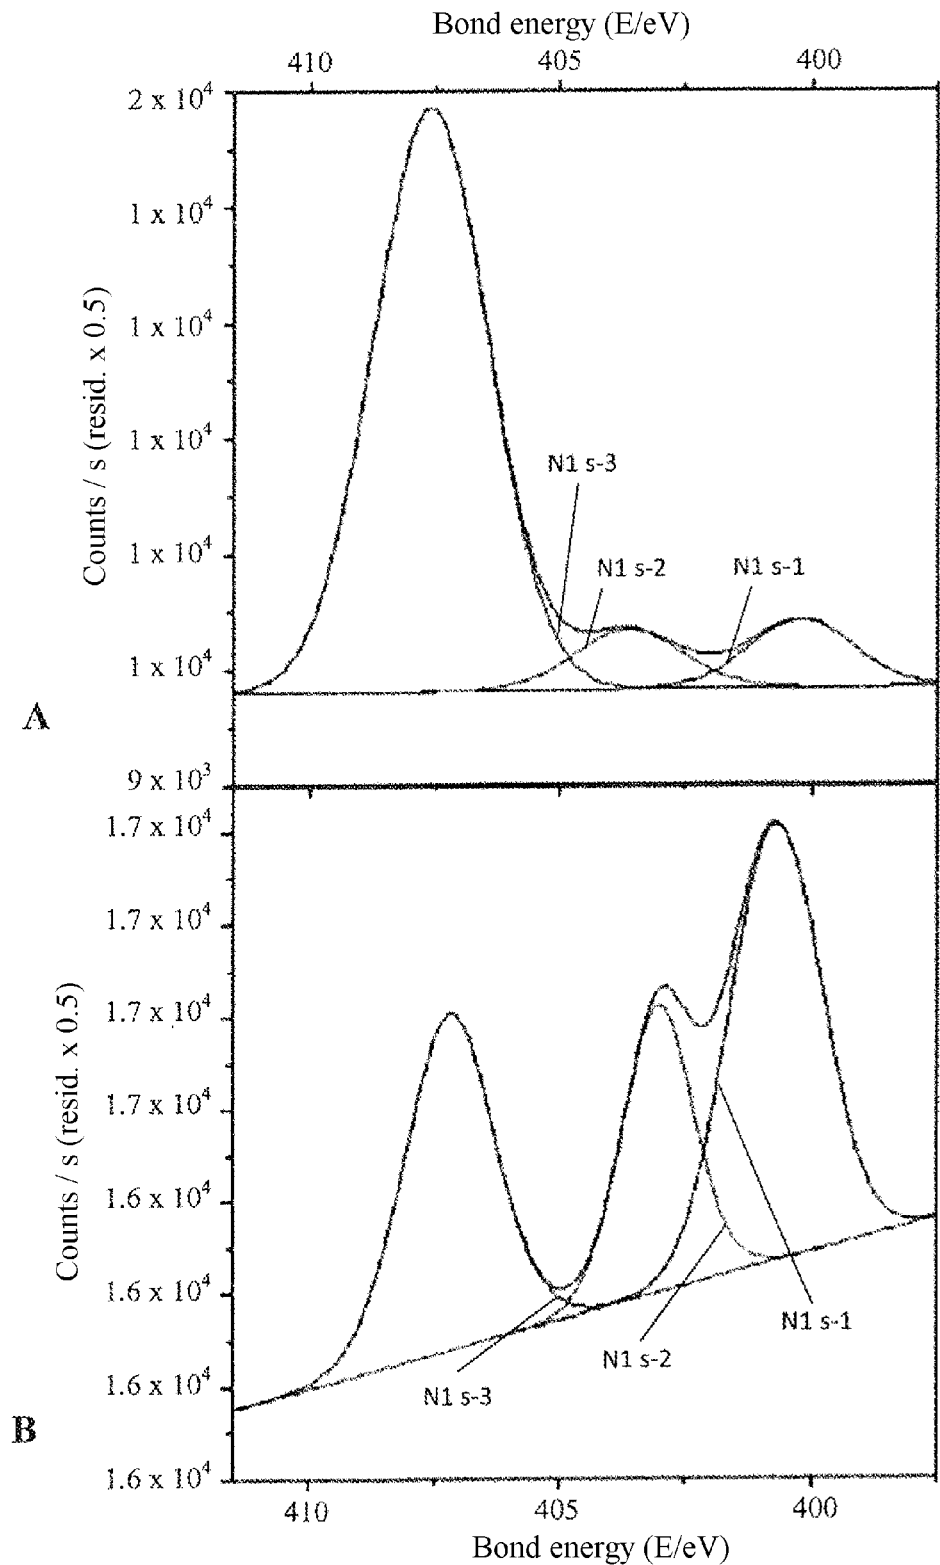 Bond energy (E/eV)
410 405 400
2 x 10⁴
1 x 10⁴
1 x 10⁴
1 x 10⁴
1 x 10⁴
1 x 10⁴
9 x 10³
Counts / s (resid. x 0.5)
N1 s-3
N1 s-2
N1 s-1
A
1.7 x 10⁴
1.7 x 10⁴
1.7 x 10⁴
1.7 x 10⁴
1.6 x 10⁴
1.6 x 10⁴
1.6 x 10⁴
1.6 x 10⁴
Counts / s (resid. x 0.5)
N1 s-1
N1 s-2
N1 s-3
B
410 405 400
Bond energy (E/eV)